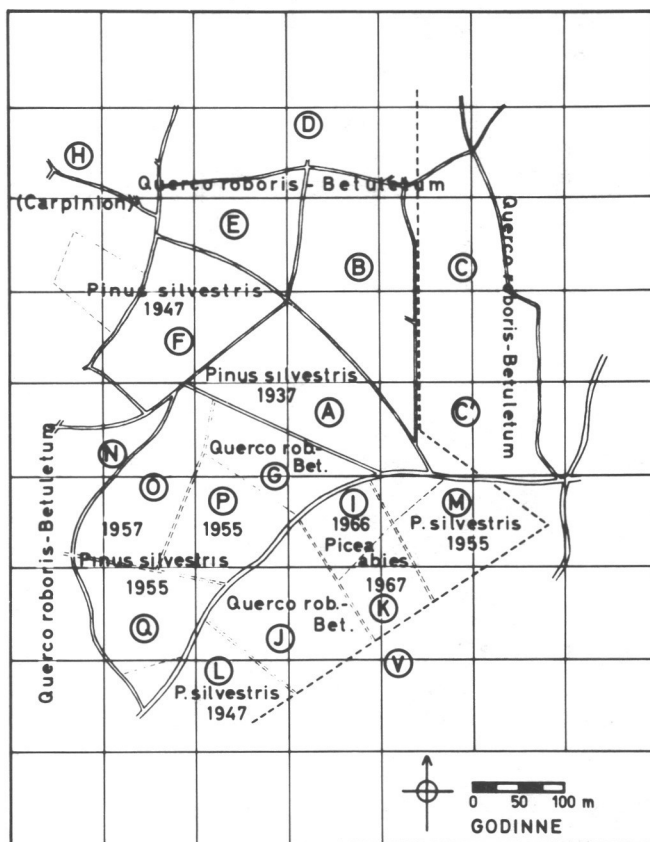 D
H
Querco roboris - Betuletum
(Carpinion)
E
Querco roboris-Betuletum
B
C
Pinus silvestris
1947
F
Pinus silvestris
1937
A
C'
Querco rob.-
Bet.
G
N
Querco roboris-Betuletum
O
1957
P
1955
I
1966
M
P. silvestris
1955
Picea
abies
1967
Pinus silvestris
1955
K
Querco rob.-
Bet.
Q
J
L
V
P. silvestris
1947
0 50 100 m
GODINNE